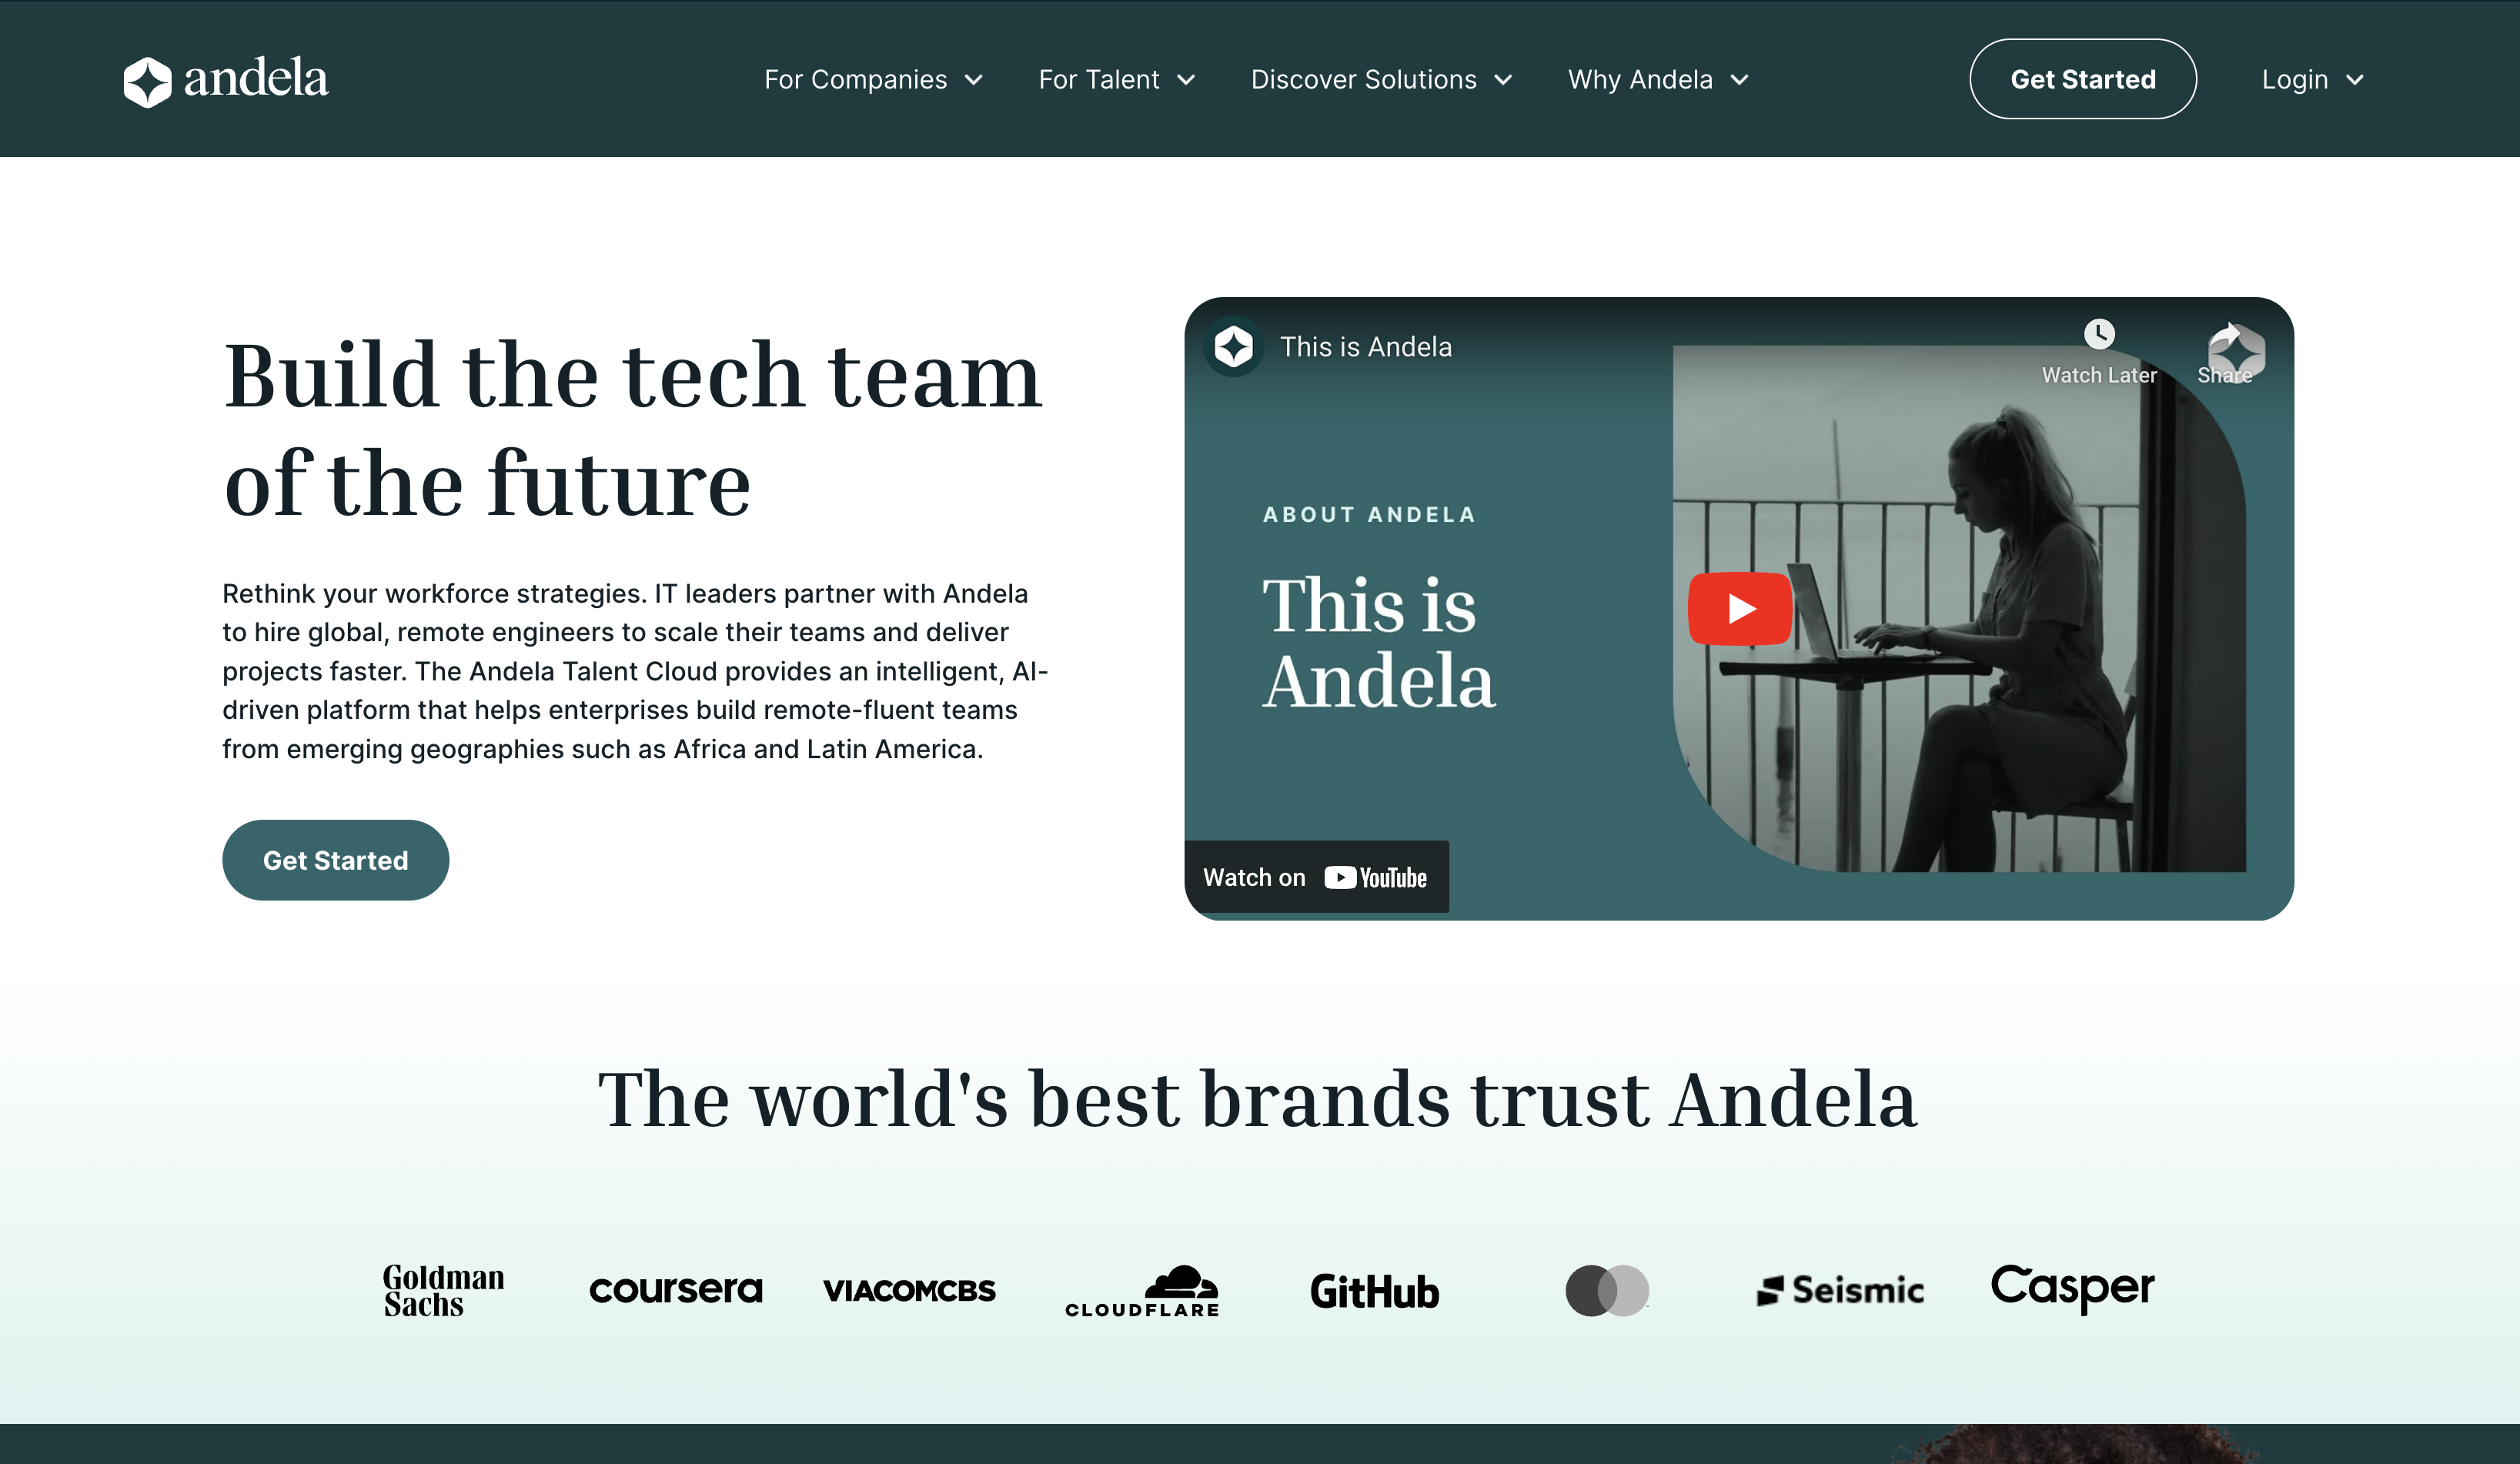 andela
For Companies
For Talent
Discover Solutions
Why Andela
Get Started
Login
Build the tech team
of the future
Rethink your workforce strategies. IT leaders partner with Andela
to hire global, remote engineers to scale their teams and deliver
projects faster. The Andela Talent Cloud provides an intelligent, AI-
driven platform that helps enterprises build remote-fluent teams
from emerging geographies such as Africa and Latin America.
Get Started
This is Andela
Watch Later
Share
ABOUT ANDELA
This is
Andela
Watch on YouTube
The world's best brands trust Andela
Goldman
Sachs
coursera
VIACOMCBS
CLOUDFLARE
GitHub
Seismic
Casper